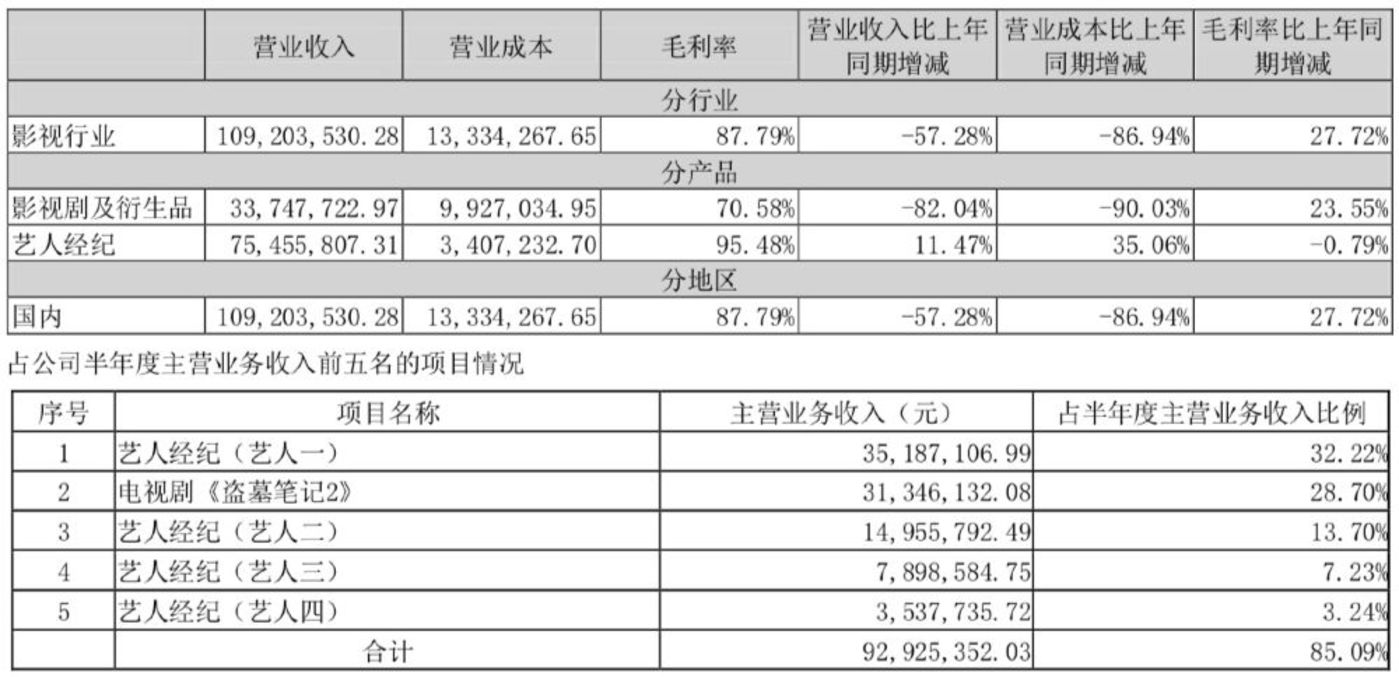 营业收入 营业成本 毛利率 营业收入比上年同期增减 营业成本比上年同期增减 毛利率比上年同期增减
分行业
影视行业 109,203,530.28 13,334,267.65 87.79% -57.28% -86.94% 27.72%
分产品
影视剧及衍生品 33,747,722.97 9,927,034.95 70.58% -82.04% -90.03% 23.55%
艺人经纪 75,455,807.31 3,407,232.70 95.48% 11.47% 35.06% -0.79%
分地区
国内 109,203,530.28 13,334,267.65 87.79% -57.28% -86.94% 27.72%
占公司半年度主营业务收入前五名的项目情况
序号 项目名称 主营业务收入（元） 占半年度主营业务收入比例
1 艺人经纪（艺人一） 35,187,106.99 32.22%
2 电视剧《盗墓笔记2》 31,346,132.08 28.70%
3 艺人经纪（艺人二） 14,955,792.49 13.70%
4 艺人经纪（艺人三） 7,898,584.75 7.23%
5 艺人经纪（艺人四） 3,537,735.72 3.24%
合计 92,925,352.03 85.09%